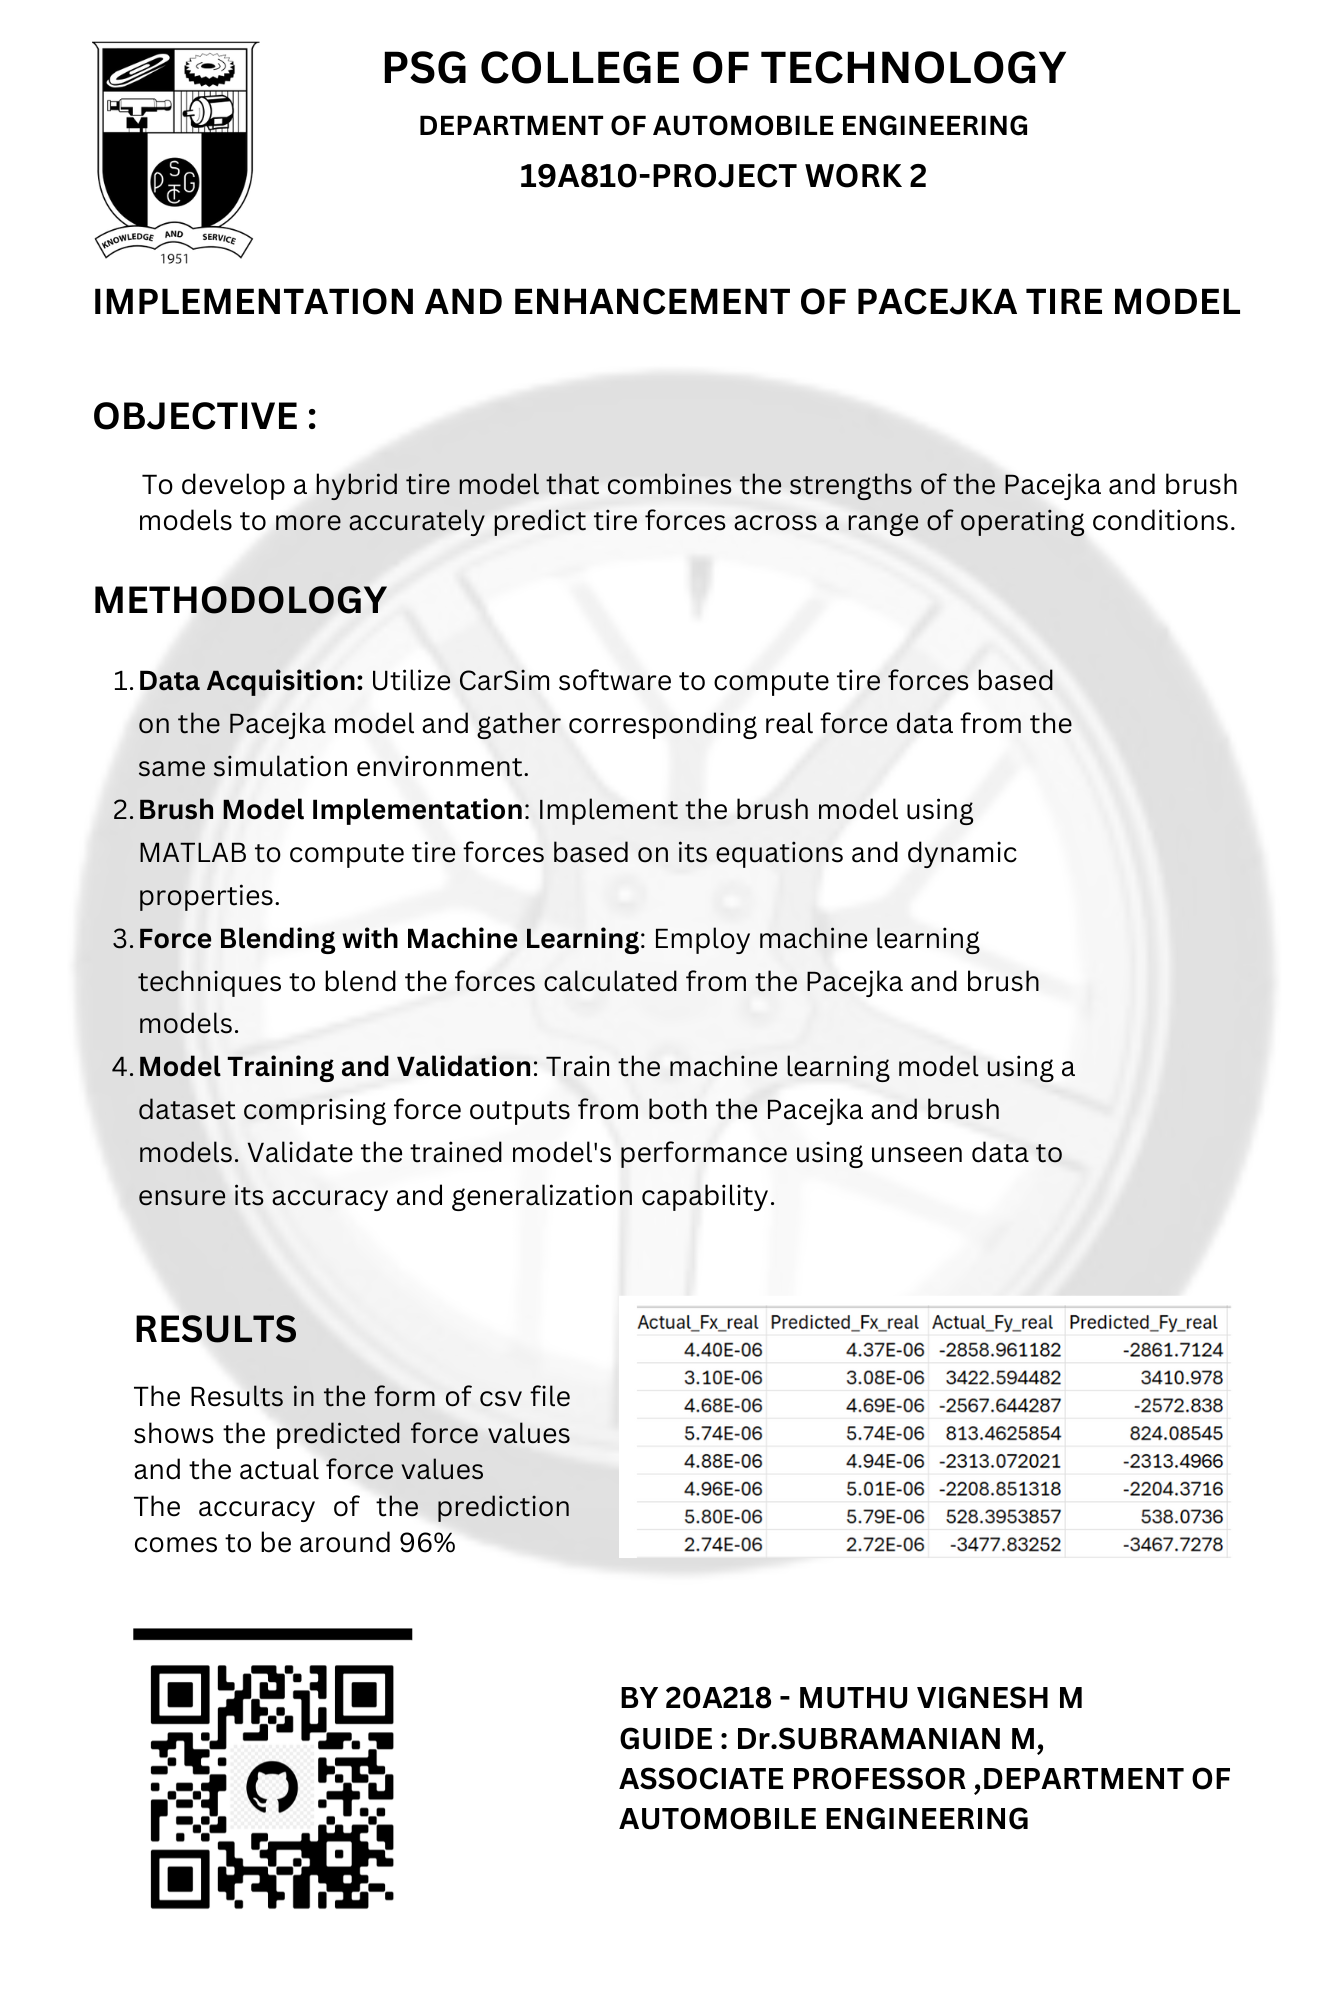 PSG COLLEGE OF TECHNOLOGY
DEPARTMENT OF AUTOMOBILE ENGINEERING
19A810-PROJECT WORK 2
P S G T C
KNOWLEDGE AND SERVICE
1951
IMPLEMENTATION AND ENHANCEMENT OF PACEJKA TIRE MODEL
OBJECTIVE :
To develop a hybrid tire model that combines the strengths of the Pacejka and brush
models to more accurately predict tire forces across a range of operating conditions.
METHODOLOGY
1. Data Acquisition: Utilize CarSim software to compute tire forces based
on the Pacejka model and gather corresponding real force data from the
same simulation environment.
2. Brush Model Implementation: Implement the brush model using
MATLAB to compute tire forces based on its equations and dynamic
properties.
3. Force Blending with Machine Learning: Employ machine learning
techniques to blend the forces calculated from the Pacejka and brush
models.
4. Model Training and Validation: Train the machine learning model using a
dataset comprising force outputs from both the Pacejka and brush
models. Validate the trained model's performance using unseen data to
ensure its accuracy and generalization capability.
RESULTS
The Results in the form of csv file
shows the predicted force values
and the actual force values
The accuracy of the prediction
comes to be around 96%
Actual_Fx_real Predicted_Fx_real Actual_Fy_real Predicted_Fy_real
4.40E-06 4.37E-06 -2858.961182 -2861.7124
3.10E-06 3.08E-06 3422.594482 3410.978
4.68E-06 4.69E-06 -2567.644287 -2572.838
5.74E-06 5.74E-06 813.4625854 824.08545
4.88E-06 4.94E-06 -2313.072021 -2313.4966
4.96E-06 5.01E-06 -2208.851318 -2204.3716
5.80E-06 5.79E-06 528.3953857 538.0736
2.74E-06 2.72E-06 -3477.83252 -3467.7278
BY 20A218 - MUTHU VIGNESH M
GUIDE : Dr.SUBRAMANIAN M,
ASSOCIATE PROFESSOR ,DEPARTMENT OF
AUTOMOBILE ENGINEERING